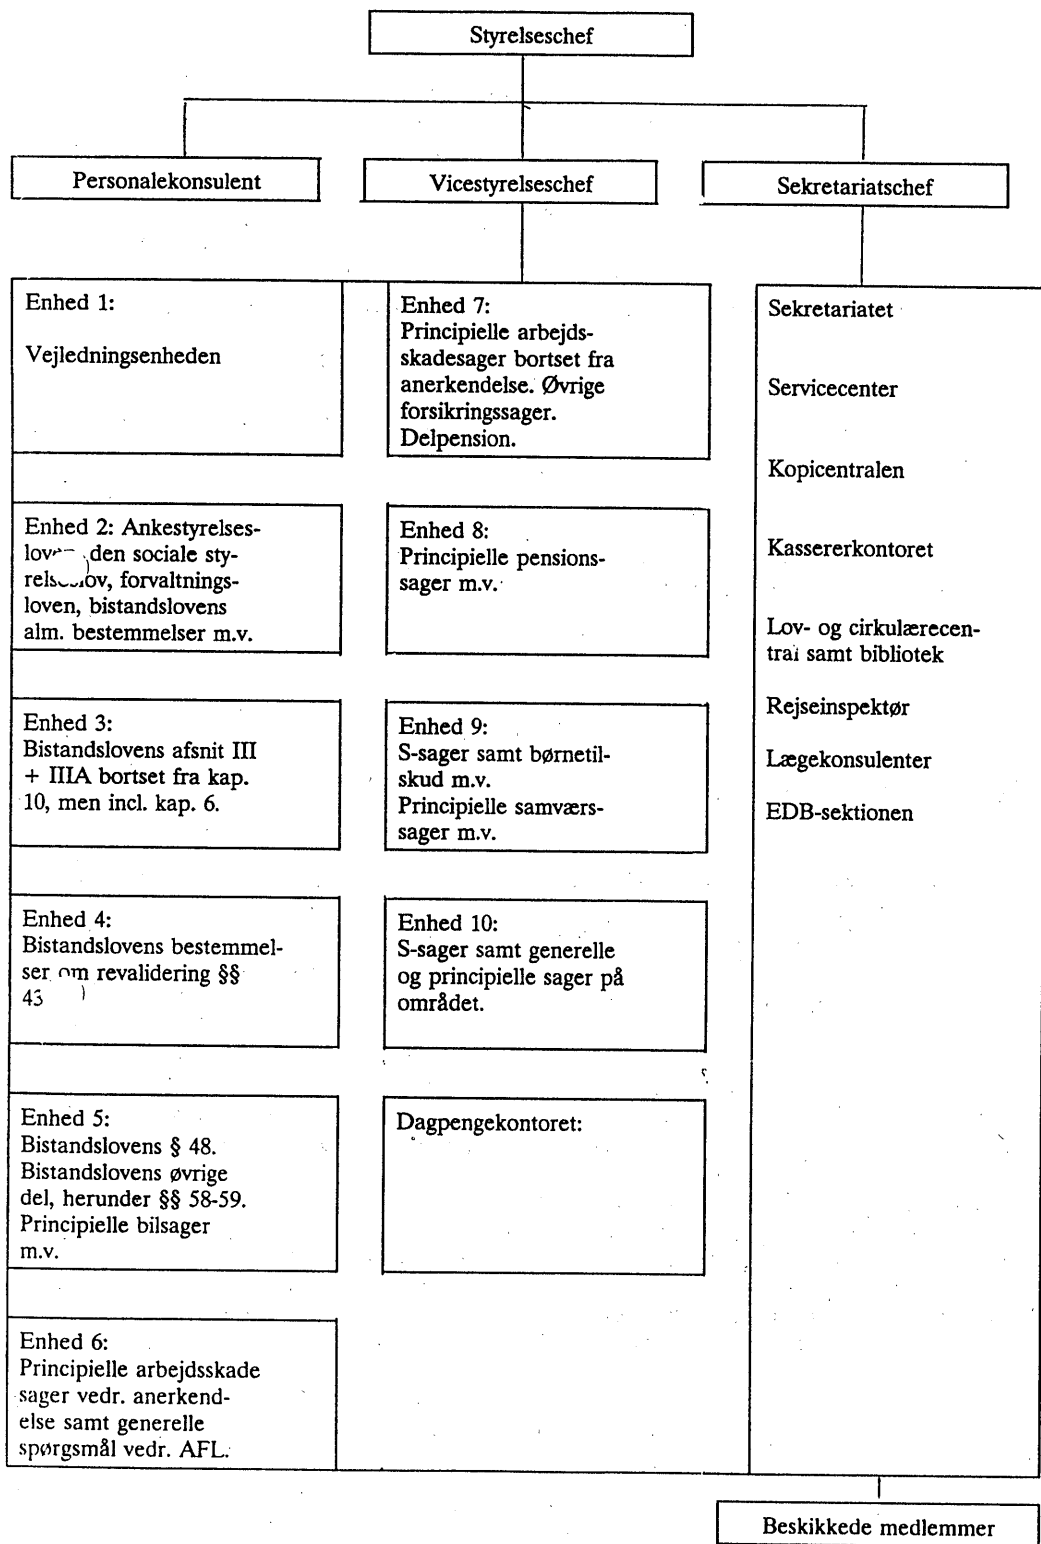 Styrelseschef
Personalekonsulent
Vicestyrelseschef
Sekretariatschef
Enhed 1:
Vejledningsenheden
Enhed 2: Ankestyrelses-
den sociale sty-
forvaltnings-
loven, bistandslovens
alm. bestemmelser m.v.
Enhed 3:
Bistandslovens afsnit III
+ IIIA bortset fra kap.
10, men incl. kap. 6.
Enhed 4:
Bistandslovens bestemmel-
ser om revalidering §§
43
Enhed 5:
Bistandslovens § 48.
Bistandslovens øvrige
del, herunder §§ 58-59.
Principielle bilsager
m.v.
Enhed 6:
Principielle arbejdsskade
sager vedr. anerkend-
else samt generelle
spørgsmål vedr. AFL.
Enhed 7:
Principielle arbejds-
skadesager bortset fra
anerkendelse. Øvrige
forsikringssager.
Delpension.
Enhed 8:
Principielle pensions-
sager m.v.
Enhed 9:
S-sager samt børnetil-
skud m.v.
Principielle samværs-
sager m.v.
Enhed 10:
S-sager samt generelle
og principielle sager på
området.
Dagpengekontoret:
Sekretariatet
Servicecenter
Kopicentralen
Kassererkontoret
Lov- og cirkulærecen-
tral samt bibliotek
Rejseinspektør
Lægekonsulenter
EDB-sektionen
Beskikkede medlemmer